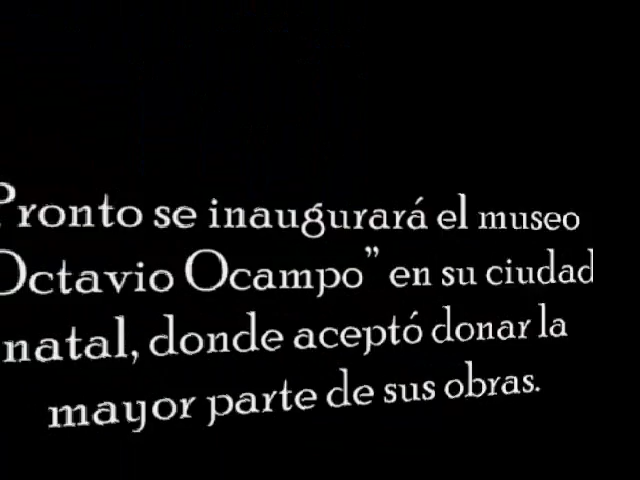 Pronto se inaugurará el museo
Octavio Ocampo” en su ciudad
natal, donde aceptó donar la
mayor parte de sus obras.